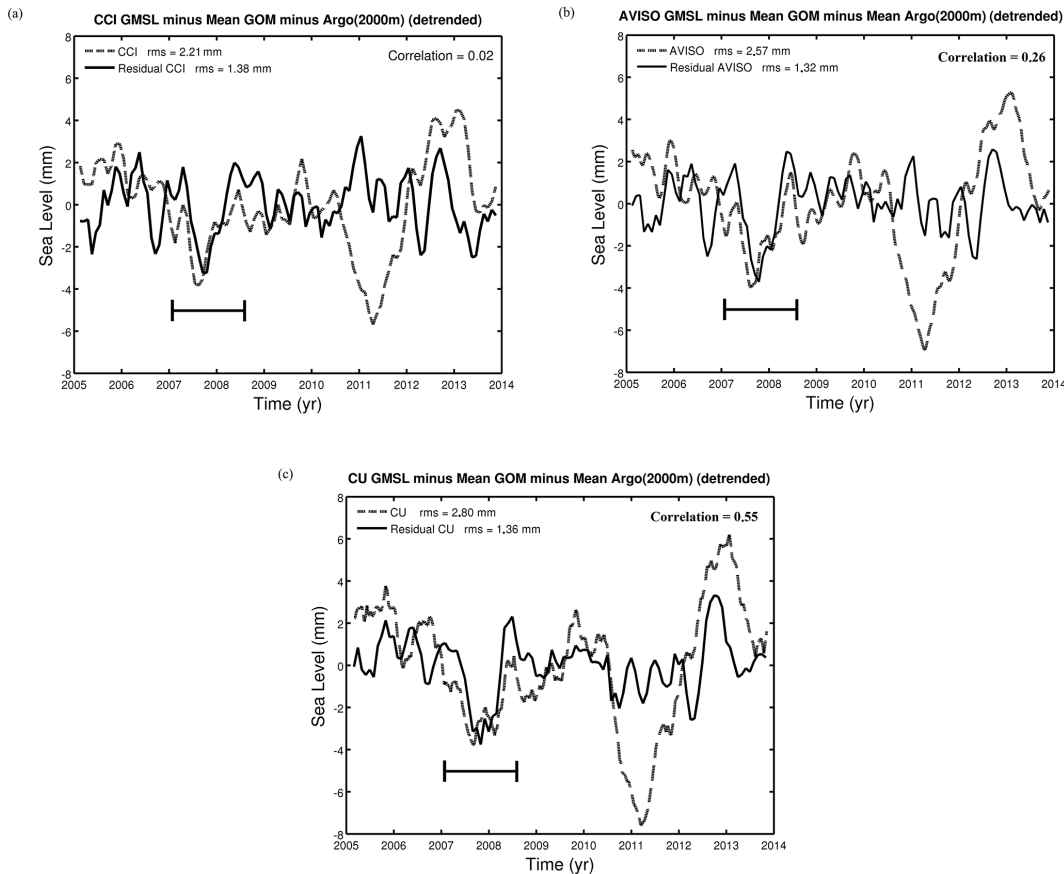 (a)
CCI GMSL minus Mean GOM minus Argo(2000m) (detrended)
CCI rms = 2.21 mm
Residual CCI rms = 1.38 mm
Correlation = 0.02
Sea Level (mm)
8
6
4
2
0
-2
-4
-6
-8
2005 2006 2007 2008 2009 2010 2011 2012 2013 2014
Time (yr)
(b)
AVISO GMSL minus Mean GOM minus Mean Argo(2000m) (detrended)
AVISO rms = 2.57 mm
Residual AVISO rms = 1.32 mm
Correlation = 0.26
Sea Level (mm)
8
6
4
2
0
-2
-4
-6
-8
2005 2006 2007 2008 2009 2010 2011 2012 2013 2014
Time (yr)
(c)
CU GMSL minus Mean GOM minus Mean Argo(2000m) (detrended)
CU rms = 2.80 mm
Residual CU rms = 1.36 mm
Correlation = 0.55
Sea Level (mm)
8
6
4
2
0
-2
-4
-6
-8
2005 2006 2007 2008 2009 2010 2011 2012 2013 2014
Time (yr)